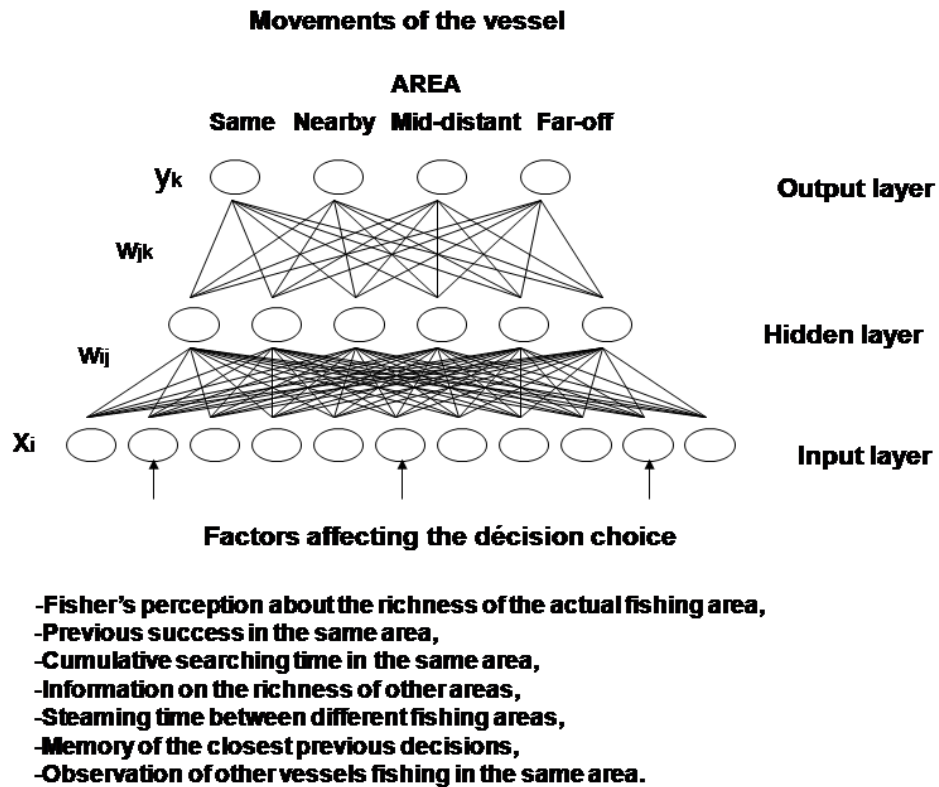 Movements of the vessel
AREA
Same Nearby Mid-distant Far-off
yk
Output layer
wjk
Hidden layer
wij
xi
Input layer
Factors affecting the décision choice
-Fisher's perception about the richness of the actual fishing area,
-Previous success in the same area,
-Cumulative searching time in the same area,
-Information on the richness of other areas,
-Steaming time between different fishing areas,
-Memory of the closest previous decisions,
-Observation of other vessels fishing in the same area.